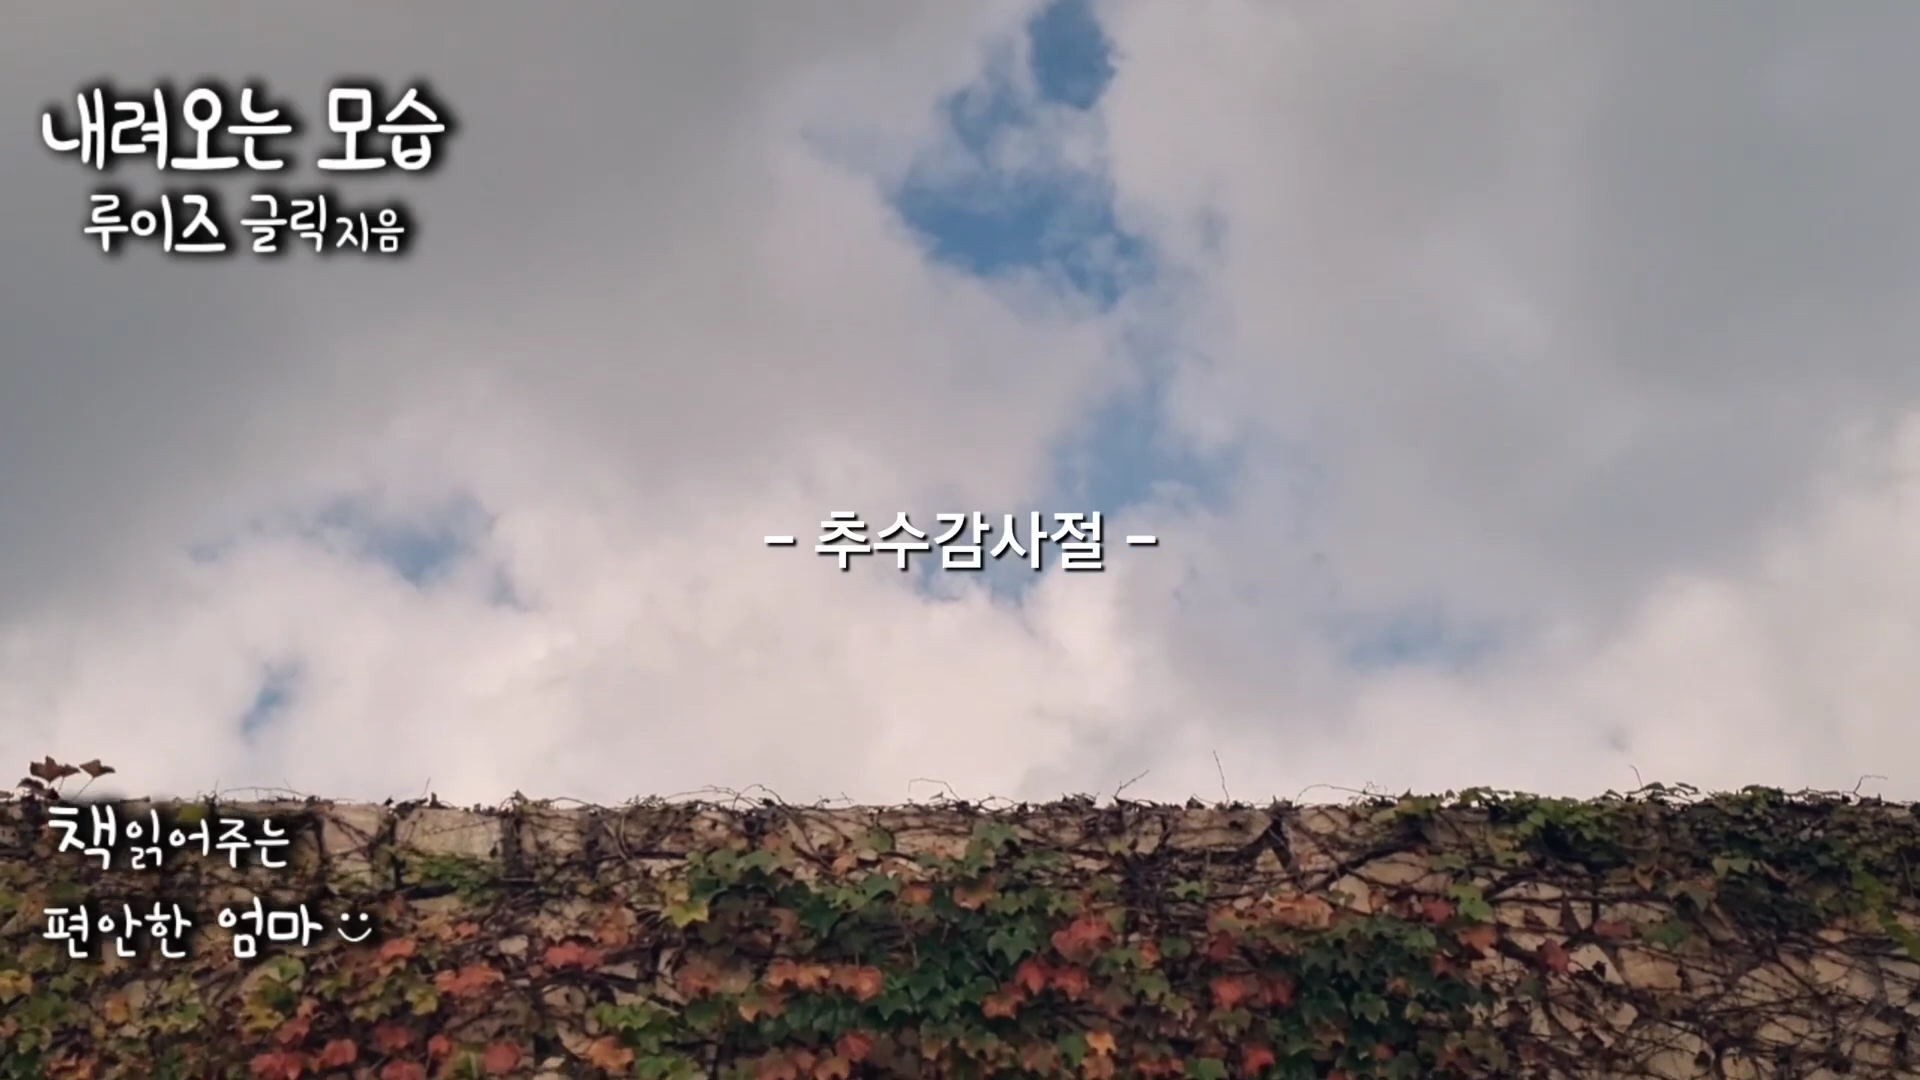 내려오는 모습
루이즈 글릭 지음
- 추수감사절 -
책읽어주는
편안한 엄마 :)